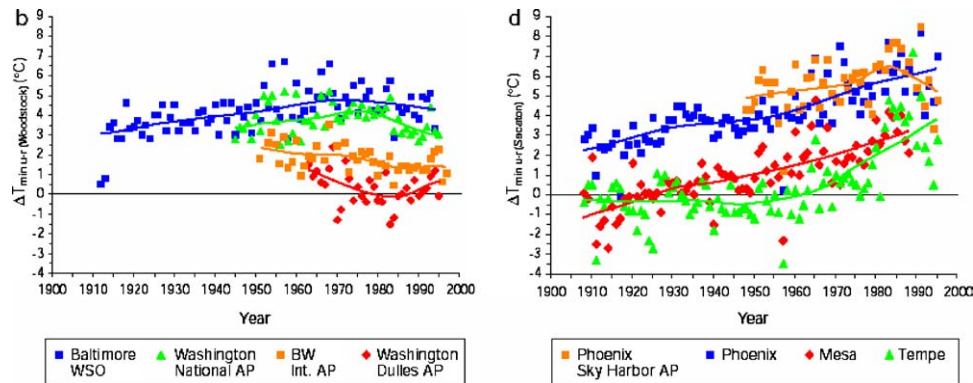 b
ΔT min u-r (Woodstock) (°C)
9
8
7
6
5
4
3
2
1
0
-1
-2
-3
-4
1900 1910 1920 1930 1940 1950 1960 1970 1980 1990 2000
Year
Baltimore WSO
Washington National AP
BW Int. AP
Washington Dulles AP
d
ΔT min u-r (Sacaton) (°C)
9
8
7
6
5
4
3
2
1
0
-1
-2
-3
-4
1900 1910 1920 1930 1940 1950 1960 1970 1980 1990 2000
Year
Phoenix Sky Harbor AP
Phoenix
Mesa
Tempe